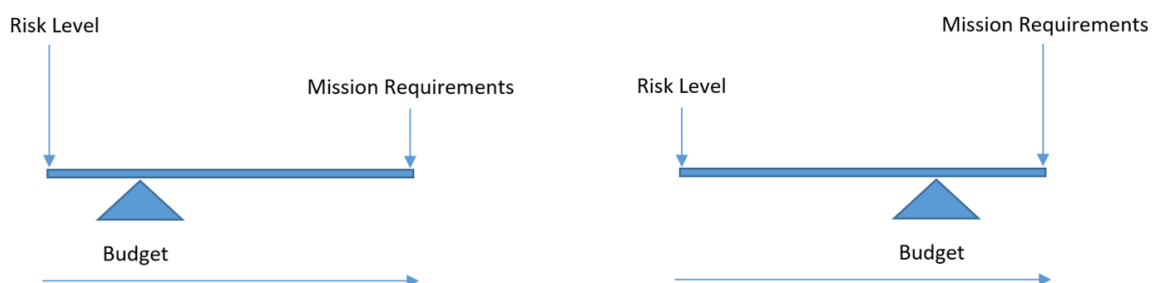 Risk Level
Mission Requirements
Budget
Mission Requirements
Risk Level
Budget